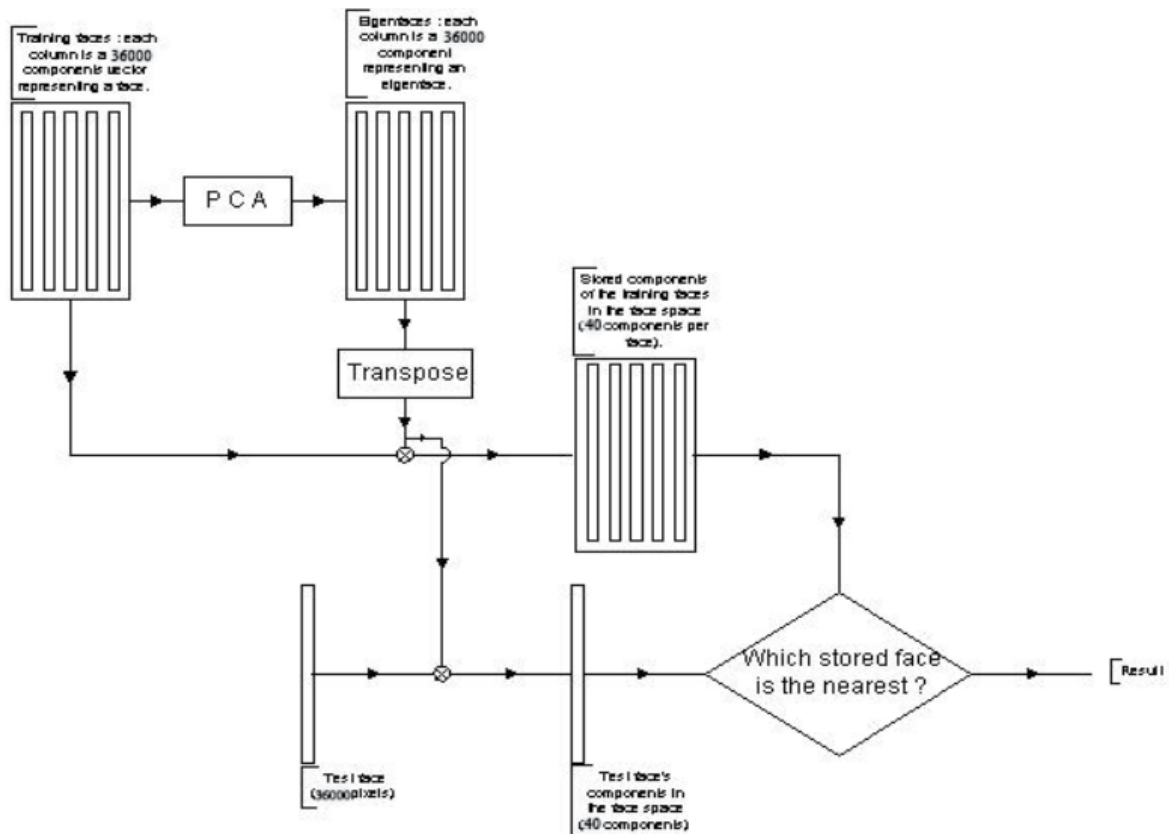 Training faces : each
column is a 36000
components vector
representing a face.
Eigenfaces : each
column is a 36000
component
representing an
eigenface.
P C A
Stored components
of the training faces
in the face space
(40 components per
face).
Transpose
Which stored face
is the nearest ?
Result
Test face
(36000 pixels)
Test face's
components in
the face space
(40 components)